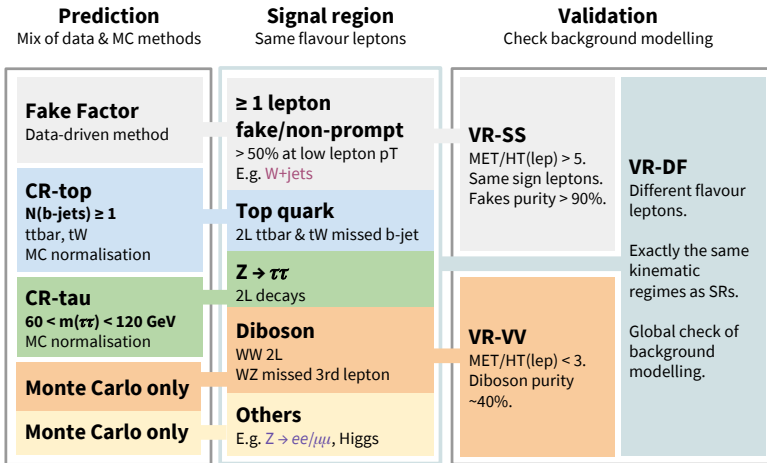 Prediction
Mix of data & MC methods
Signal region
Same flavour leptons
Validation
Check background modelling
Fake Factor
Data-driven method
CR-top
N(b-jets) ≥ 1
ttbar, tW
MC normalisation
CR-tau
60 < m(ττ) < 120 GeV
MC normalisation
Monte Carlo only
Monte Carlo only
≥ 1 lepton
fake/non-prompt
> 50% at low lepton pT
E.g. W+jets
Top quark
2L ttbar & tW missed b-jet
Z → ττ
2L decays
Diboson
WW 2L
WZ missed 3rd lepton
Others
E.g. Z → ee/μμ, Higgs
VR-SS
MET/HT(lep) > 5.
Same sign leptons.
Fakes purity > 90%.
VR-VV
MET/HT(lep) < 3.
Diboson purity
~40%.
VR-DF
Different flavour
leptons.
Exactly the same
kinematic
regimes as SRs.
Global check of
background
modelling.